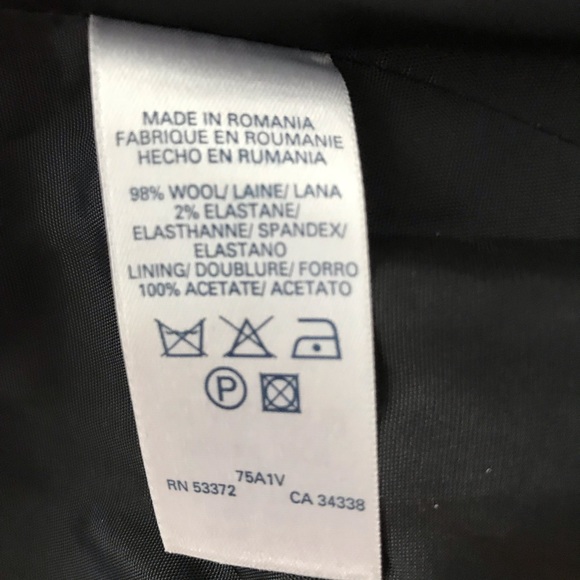 MADE IN ROMANIA
FABRIQUE EN ROUMANIE
HECHO EN RUMANIA
98% WOOL/ LAINE/ LANA
2% ELASTANE/
ELASTHANNE/ SPANDEX/
ELASTANO
LINING/ DOUBLURE/ FORRO
100% ACETATE/ ACETATO
P
75A1V
RN 53372
CA 34338